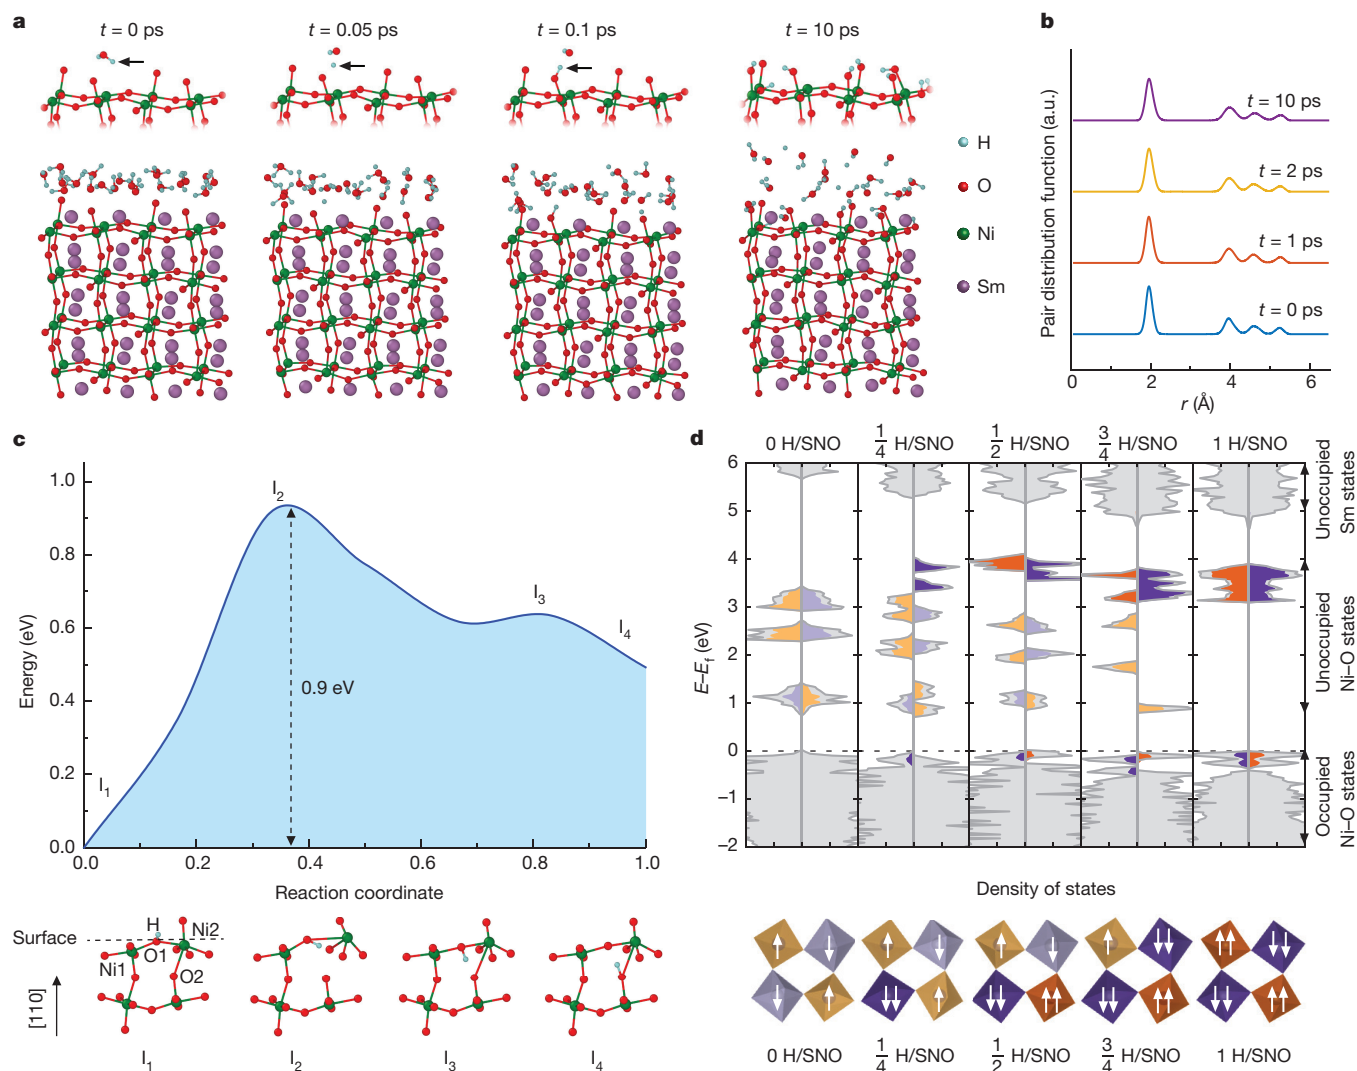 a
t = 0 ps
t = 0.05 ps
t = 0.1 ps
t = 10 ps
H
O
Ni
Sm
b
Pair distribution function (a.u.)
t = 10 ps
t = 2 ps
t = 1 ps
t = 0 ps
0 2 4 6
r (Å)
c
Energy (eV)
1.0
0.8
0.6
0.4
0.2
0.0
I₁
I₂
I₃
I₄
0.9 eV
0.0 0.2 0.4 0.6 0.8 1.0
Reaction coordinate
Surface
[110]
H
Ni2
Ni1
O1
O2
I₁ I₂ I₃ I₄
d
0 H/SNO 1/4 H/SNO 1/2 H/SNO 3/4 H/SNO 1 H/SNO
E–Ef (eV)
6
5
4
3
2
1
0
–1
–2
Unoccupied
Sm states
Unoccupied
Ni–O states
Occupied
Ni–O states
Density of states
0 H/SNO 1/4 H/SNO 1/2 H/SNO 3/4 H/SNO 1 H/SNO